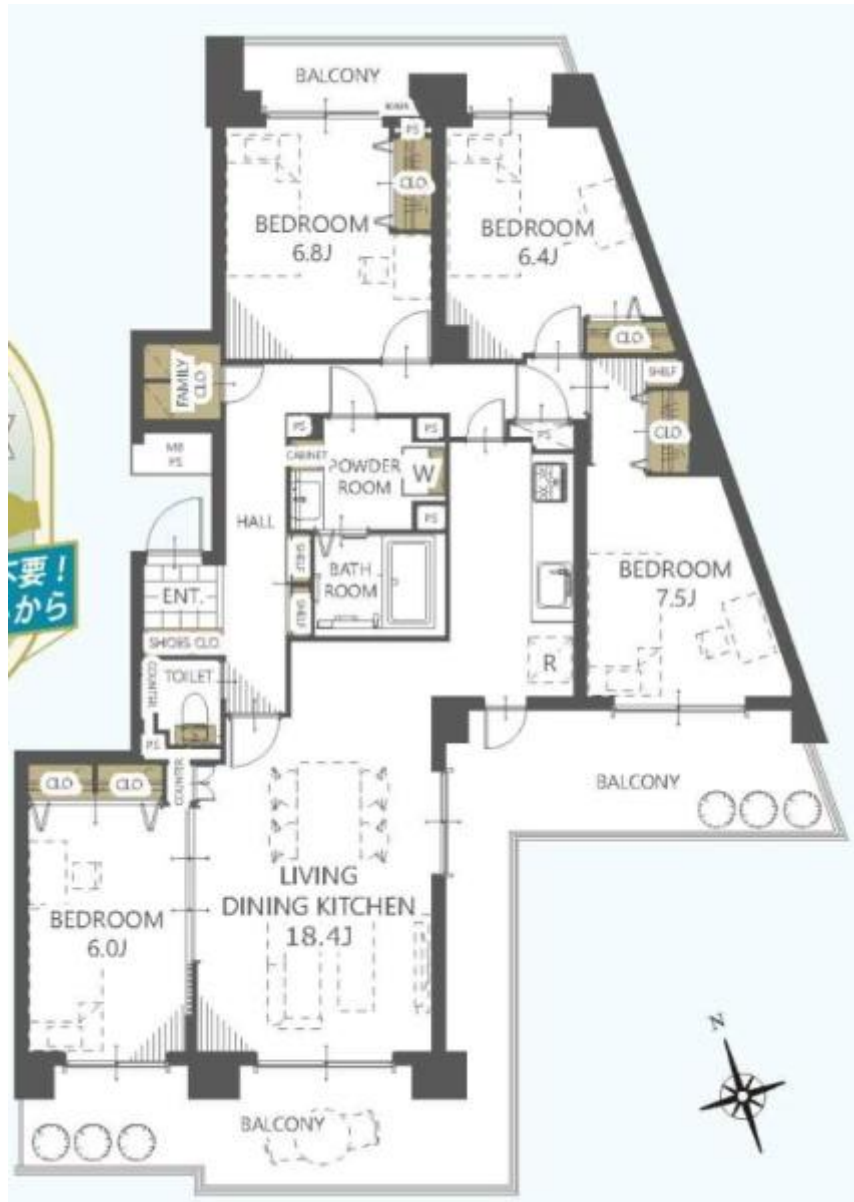 BALCONY
PS
CLO
BEDROOM
6.8J
BEDROOM
6.4J
CLO
FAMILY
CLO
SHELF
CLO
PS
PS
PS
CABINET
POWDER
ROOM
W
MB
PS
HALL
PS
SHELF
BATH
ROOM
BEDROOM
7.5J
不要！
から
ENT.
SHELF
SHOES CLO
R
COUNTER
TOILET
PS
CLO
CLO
COUNTER
BALCONY
LIVING
DINING KITCHEN
18.4J
BEDROOM
6.0J
N
BALCONY